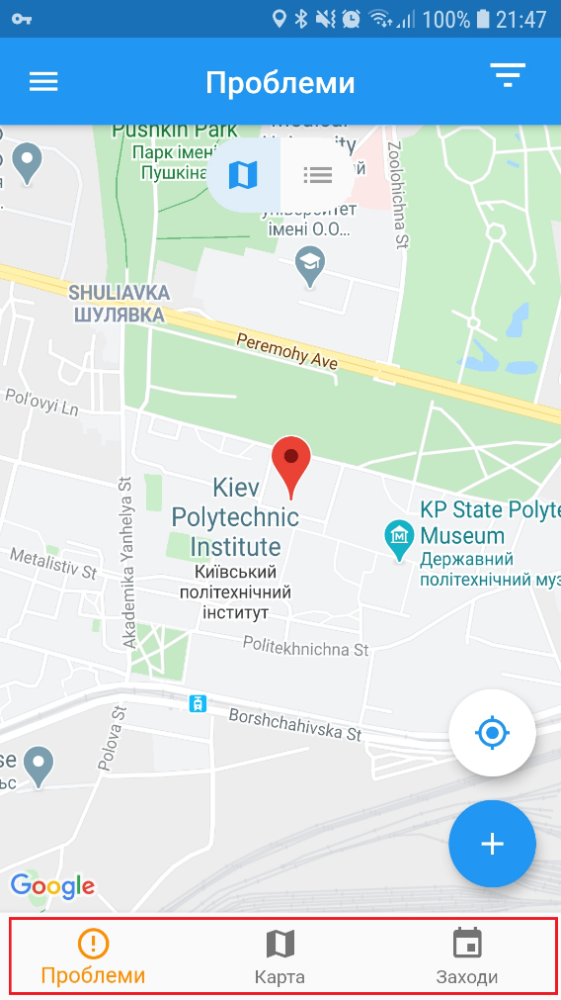 100% 21:47
Проблеми
Pushkin Park
Парк імені
Пушкіна
Medical
University
університет
імені О.О...
Zoolohichna St
SHULIAVKA
ШУЛЯВКА
Peremohy Ave
Pol'ovyi Ln
Kiev
Polytechnic
Institute
Київський
політехнічний
інститут
KP State Polyte
Museum
Державний
політехнічний муз
Akademika Yanhelya St
Metalistiv St
Politekhnichna St
Borshchahivska St
Polova St
se
ьс
Google
Проблеми
Карта
Заходи